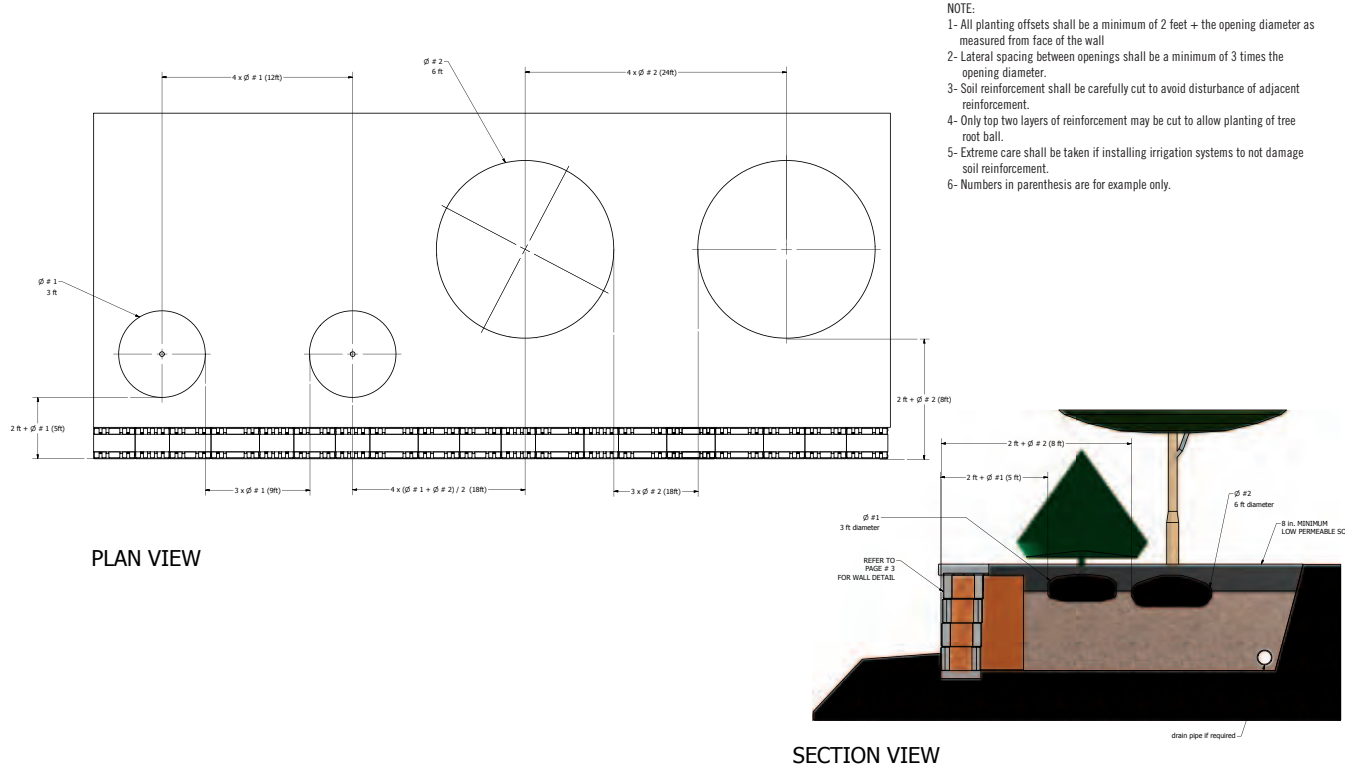 NOTE:
1- All planting offsets shall be a minimum of 2 feet + the opening diameter as
measured from face of the wall
2- Lateral spacing between openings shall be a minimum of 3 times the
opening diameter.
3- Soil reinforcement shall be carefully cut to avoid disturbance of adjacent
reinforcement.
4- Only top two layers of reinforcement may be cut to allow planting of tree
root ball.
5- Extreme care shall be taken if installing irrigation systems to not damage
soil reinforcement.
6- Numbers in parenthesis are for example only.
4 x Ø # 1 (12ft)
Ø # 2
6 ft
4 x Ø # 2 (24ft)
Ø # 1
3 ft
2 ft + Ø # 1 (5ft)
2 ft + Ø # 2 (8ft)
3 x Ø # 1 (9ft)
4 x (Ø # 1 + Ø # 2) / 2 (18ft)
3 x Ø # 2 (18ft)
PLAN VIEW
2 ft + Ø # 2 (8 ft)
2 ft + Ø #1 (5 ft)
Ø #1
3 ft diameter
Ø #2
6 ft diameter
8 in. MINIMUM
LOW PERMEABLE
REFER TO
PAGE # 3
FOR WALL DETAIL
drain pipe if required
SECTION VIEW